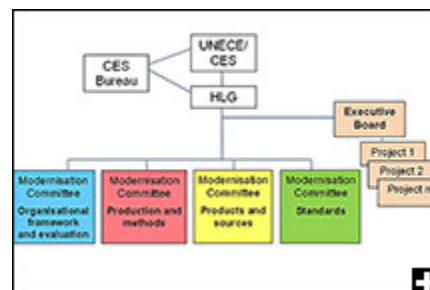 UNECE/
CES
CES
Bureau
HLG
Executive
Board
Project 1
Project 2
Project n
Modernisation
Committee
Organisational
framework
and evaluation
Modernisation
Committee
Production and
methods
Modernisation
Committee
Products and
sources
Modernisation
Committee
Standards